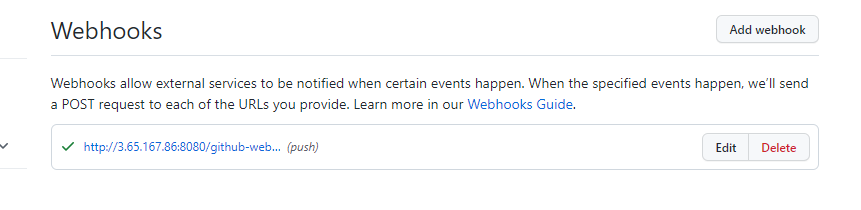 Webhooks
Add webhook
Webhooks allow external services to be notified when certain events happen. When the specified events happen, we’ll send
a POST request to each of the URLs you provide. Learn more in our Webhooks Guide.
http://3.65.167.86:8080/github-web... (push)
Edit
Delete